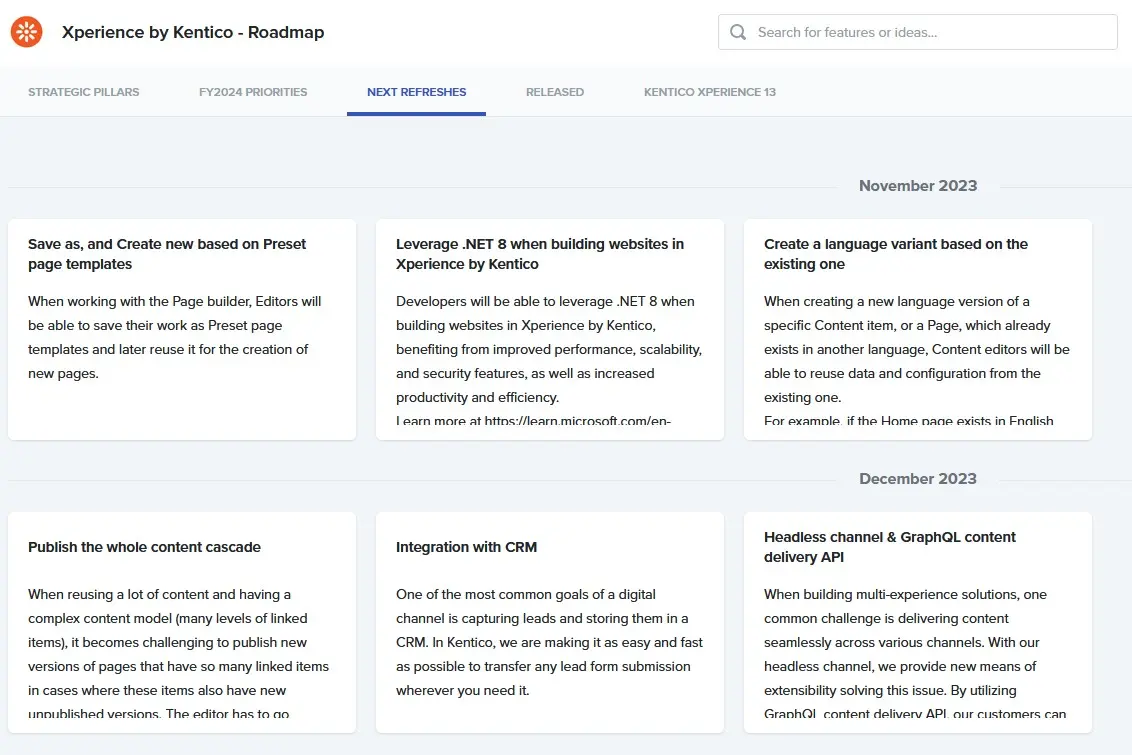 Xperience by Kentico - Roadmap
Search for features or ideas...
STRATEGIC PILLARS
FY2024 PRIORITIES
NEXT REFRESHES
RELEASED
KENTICO XPERIENCE 13
November 2023
Save as, and Create new based on Preset
page templates
When working with the Page builder, Editors will
be able to save their work as Preset page
templates and later reuse it for the creation of
new pages.
Leverage .NET 8 when building websites in
Xperience by Kentico
Developers will be able to leverage .NET 8 when
building websites in Xperience by Kentico,
benefiting from improved performance, scalability,
and security features, as well as increased
productivity and efficiency.
Learn more at https://learn.microsoft.com/en-
Create a language variant based on the
existing one
When creating a new language version of a
specific Content item, or a Page, which already
exists in another language, Content editors will be
able to reuse data and configuration from the
existing one.
For example, if the Home page exists in English
December 2023
Publish the whole content cascade
When reusing a lot of content and having a
complex content model (many levels of linked
items), it becomes challenging to publish new
versions of pages that have so many linked items
in cases where these items also have new
unpublished versions. The editor has to go
Integration with CRM
One of the most common goals of a digital
channel is capturing leads and storing them in a
CRM. In Kentico, we are making it as easy and fast
as possible to transfer any lead form submission
wherever you need it.
Headless channel & GraphQL content
delivery API
When building multi-experience solutions, one
common challenge is delivering content
seamlessly across various channels. With our
headless channel, we provide new means of
extensibility solving this issue. By utilizing
GraphQL content delivery API, our customers can